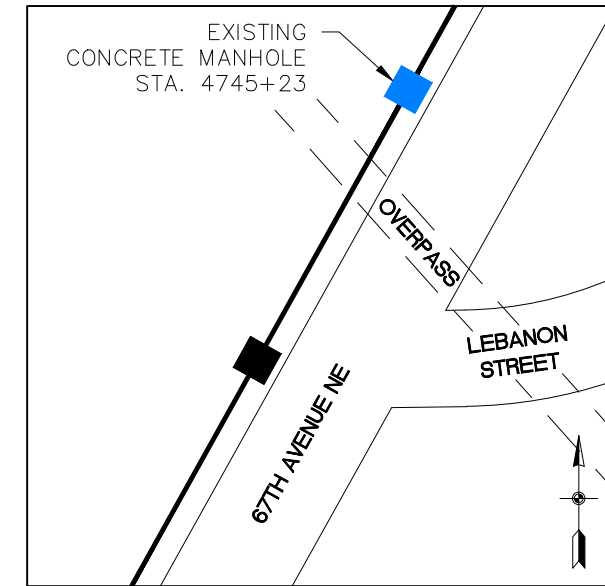 EXISTING
CONCRETE MANHOLE
STA. 4745+23
OVERPASS
LEBANON
STREET
67TH AVENUE NE